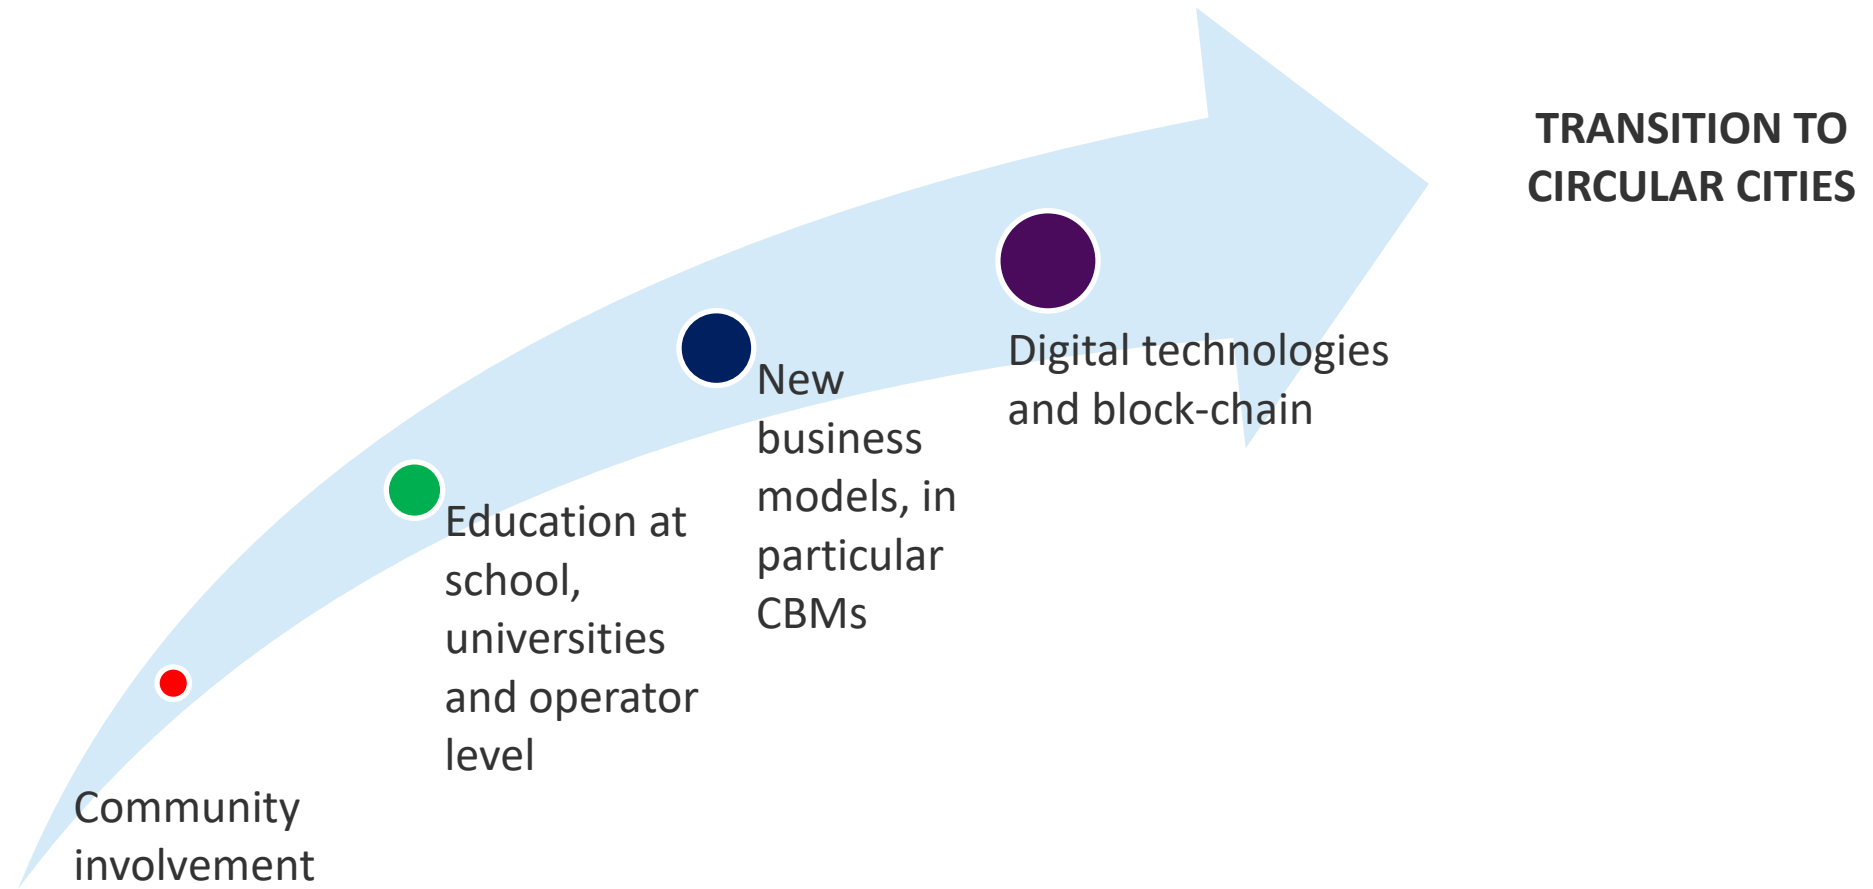 TRANSITION TO
CIRCULAR CITIES
Digital technologies
and block-chain
New
business
models, in
particular
CBMs
Education at
school,
universities
and operator
level
Community
involvement